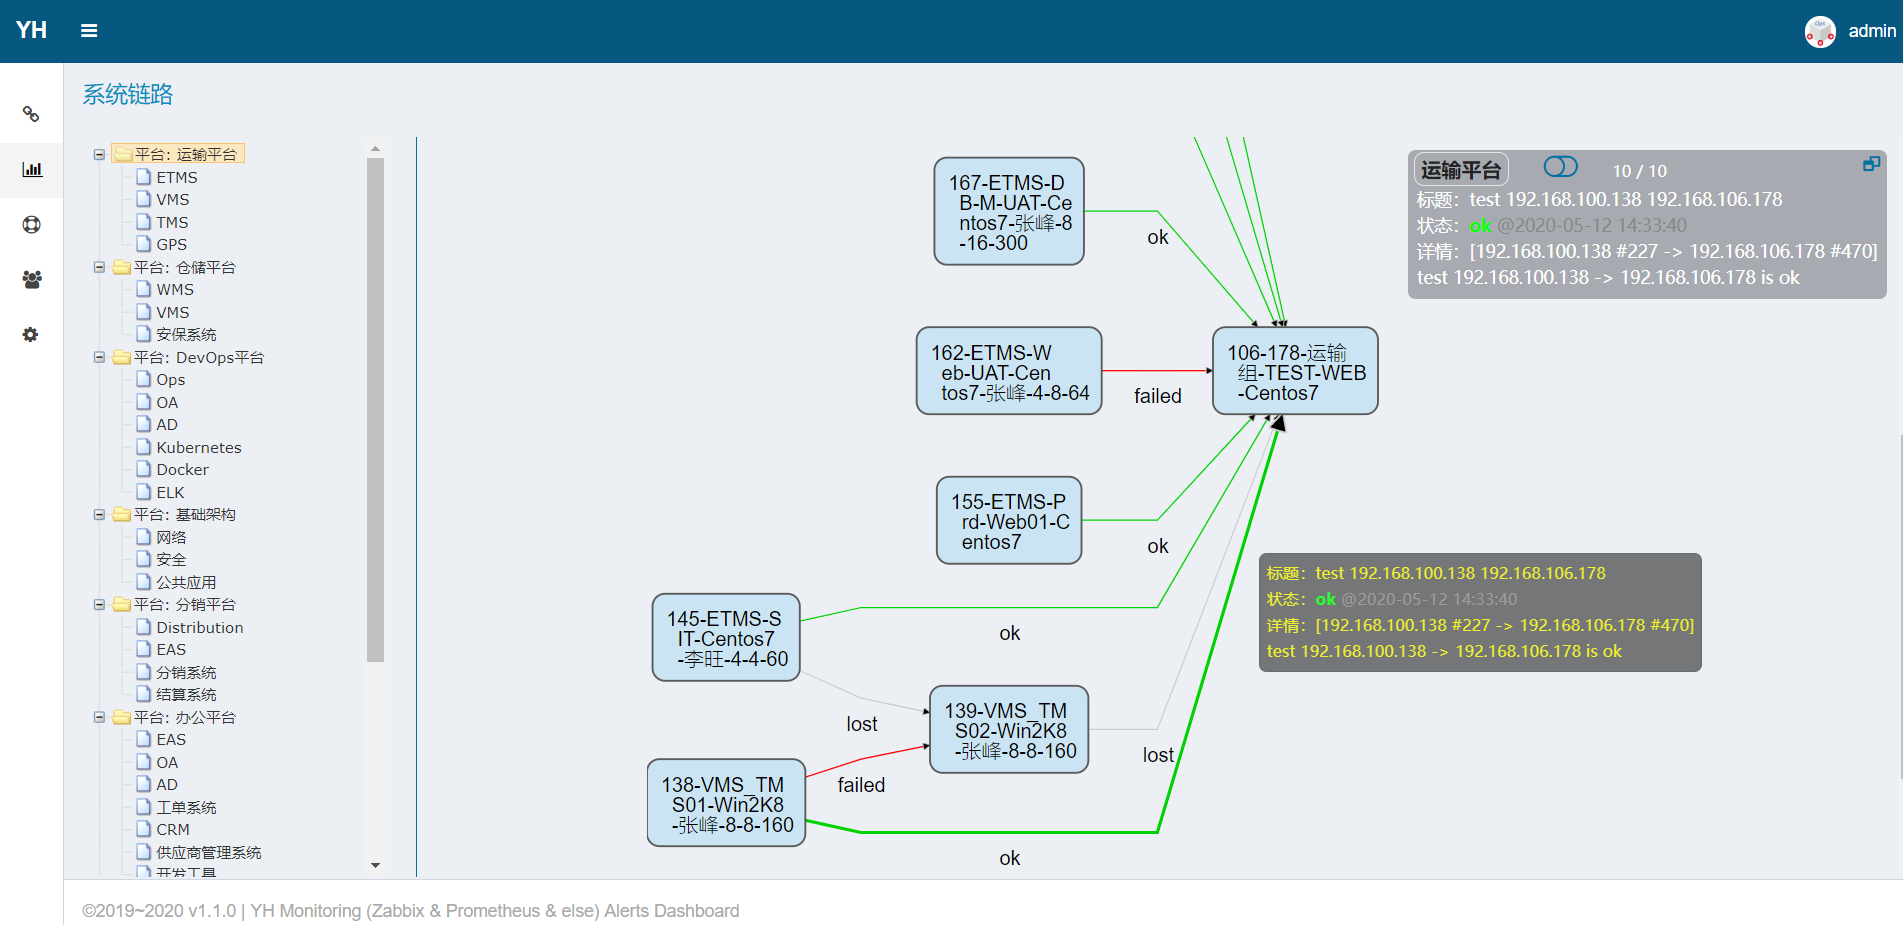 YH
admin
系统链路
平台: 运输平台
ETMS
VMS
TMS
GPS
平台: 仓储平台
WMS
VMS
安保系统
平台: DevOps平台
Ops
OA
AD
Kubernetes
Docker
ELK
平台: 基础架构
网络
安全
公共应用
平台: 分销平台
Distribution
EAS
分销系统
结算系统
平台: 办公平台
EAS
OA
AD
工单系统
CRM
供应商管理系统
开发工具
167-ETMS-D
B-M-UAT-Ce
ntos7-张峰-8
-16-300
ok
162-ETMS-W
eb-UAT-Cen
tos7-张峰-4-8-64
failed
106-178-运输
组-TEST-WEB
-Centos7
155-ETMS-P
rd-Web01-C
entos7
ok
145-ETMS-S
IT-Centos7
-李旺-4-4-60
ok
lost
139-VMS_TM
S02-Win2K8
-张峰-8-8-160
lost
138-VMS_TM
S01-Win2K8
-张峰-8-8-160
failed
ok
运输平台 10 / 10
标题: test 192.168.100.138 192.168.106.178
状态: ok @2020-05-12 14:33:40
详情: [192.168.100.138 #227 -> 192.168.106.178 #470]
test 192.168.100.138 -> 192.168.106.178 is ok
标题: test 192.168.100.138 192.168.106.178
状态: ok @2020-05-12 14:33:40
详情: [192.168.100.138 #227 -> 192.168.106.178 #470]
test 192.168.100.138 -> 192.168.106.178 is ok
©2019~2020 v1.1.0 | YH Monitoring (Zabbix & Prometheus & else) Alerts Dashboard